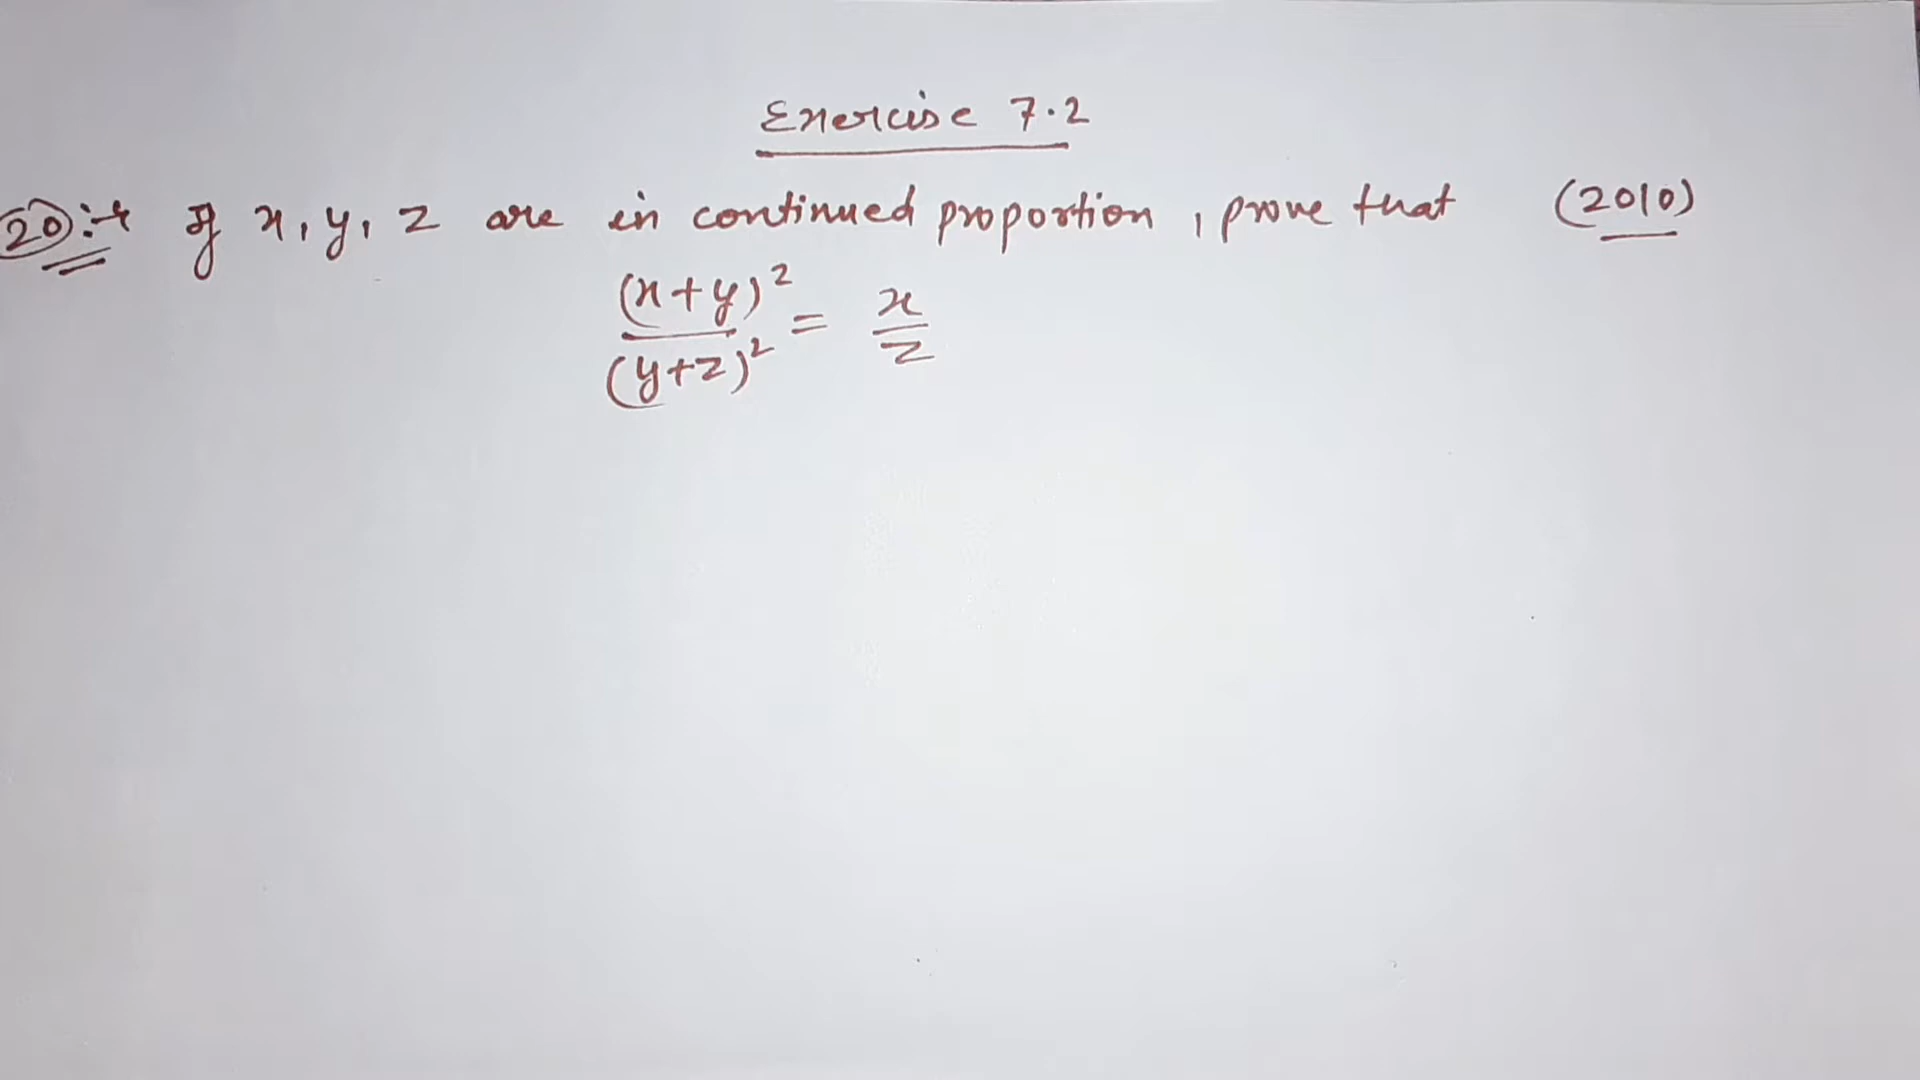 Exercise 7.2
20:→ If x, y, z are in continued proportion, prove that (2010)
(x+y)² / (y+z)² = x / z